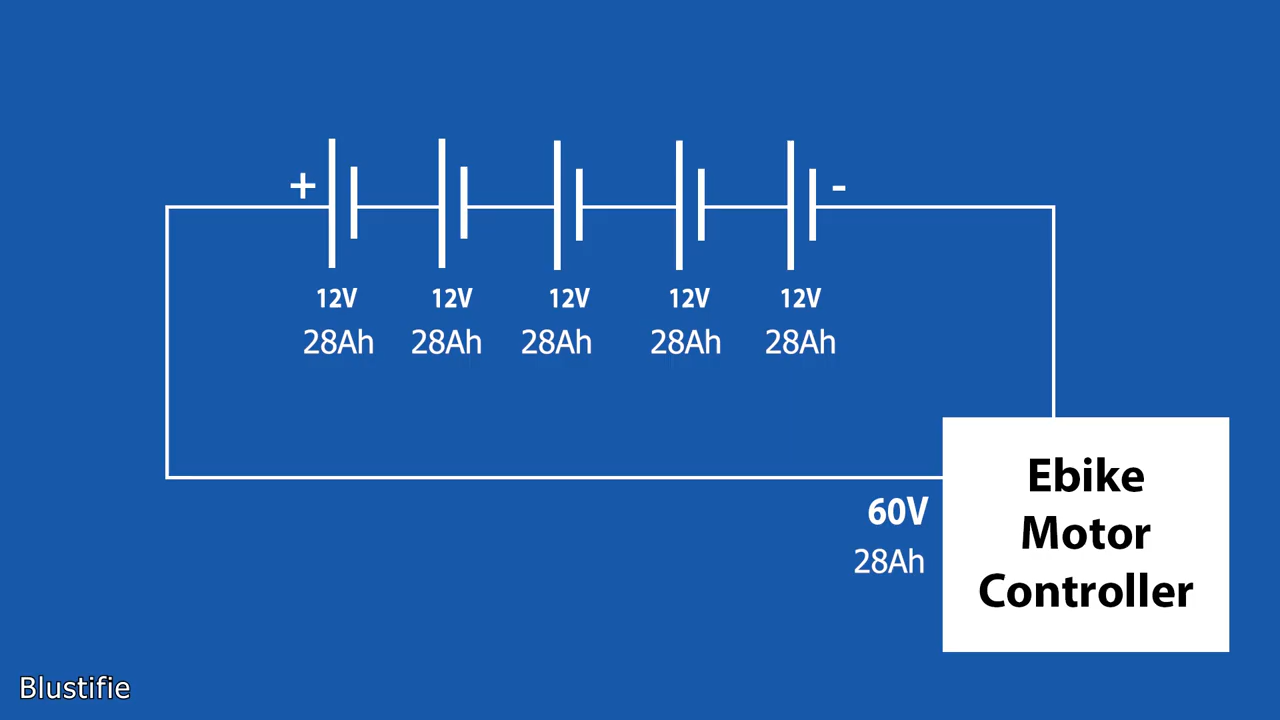 + -
12V 12V 12V 12V 12V
28Ah 28Ah 28Ah 28Ah 28Ah
60V
28Ah
Ebike
Motor
Controller
Blustifie